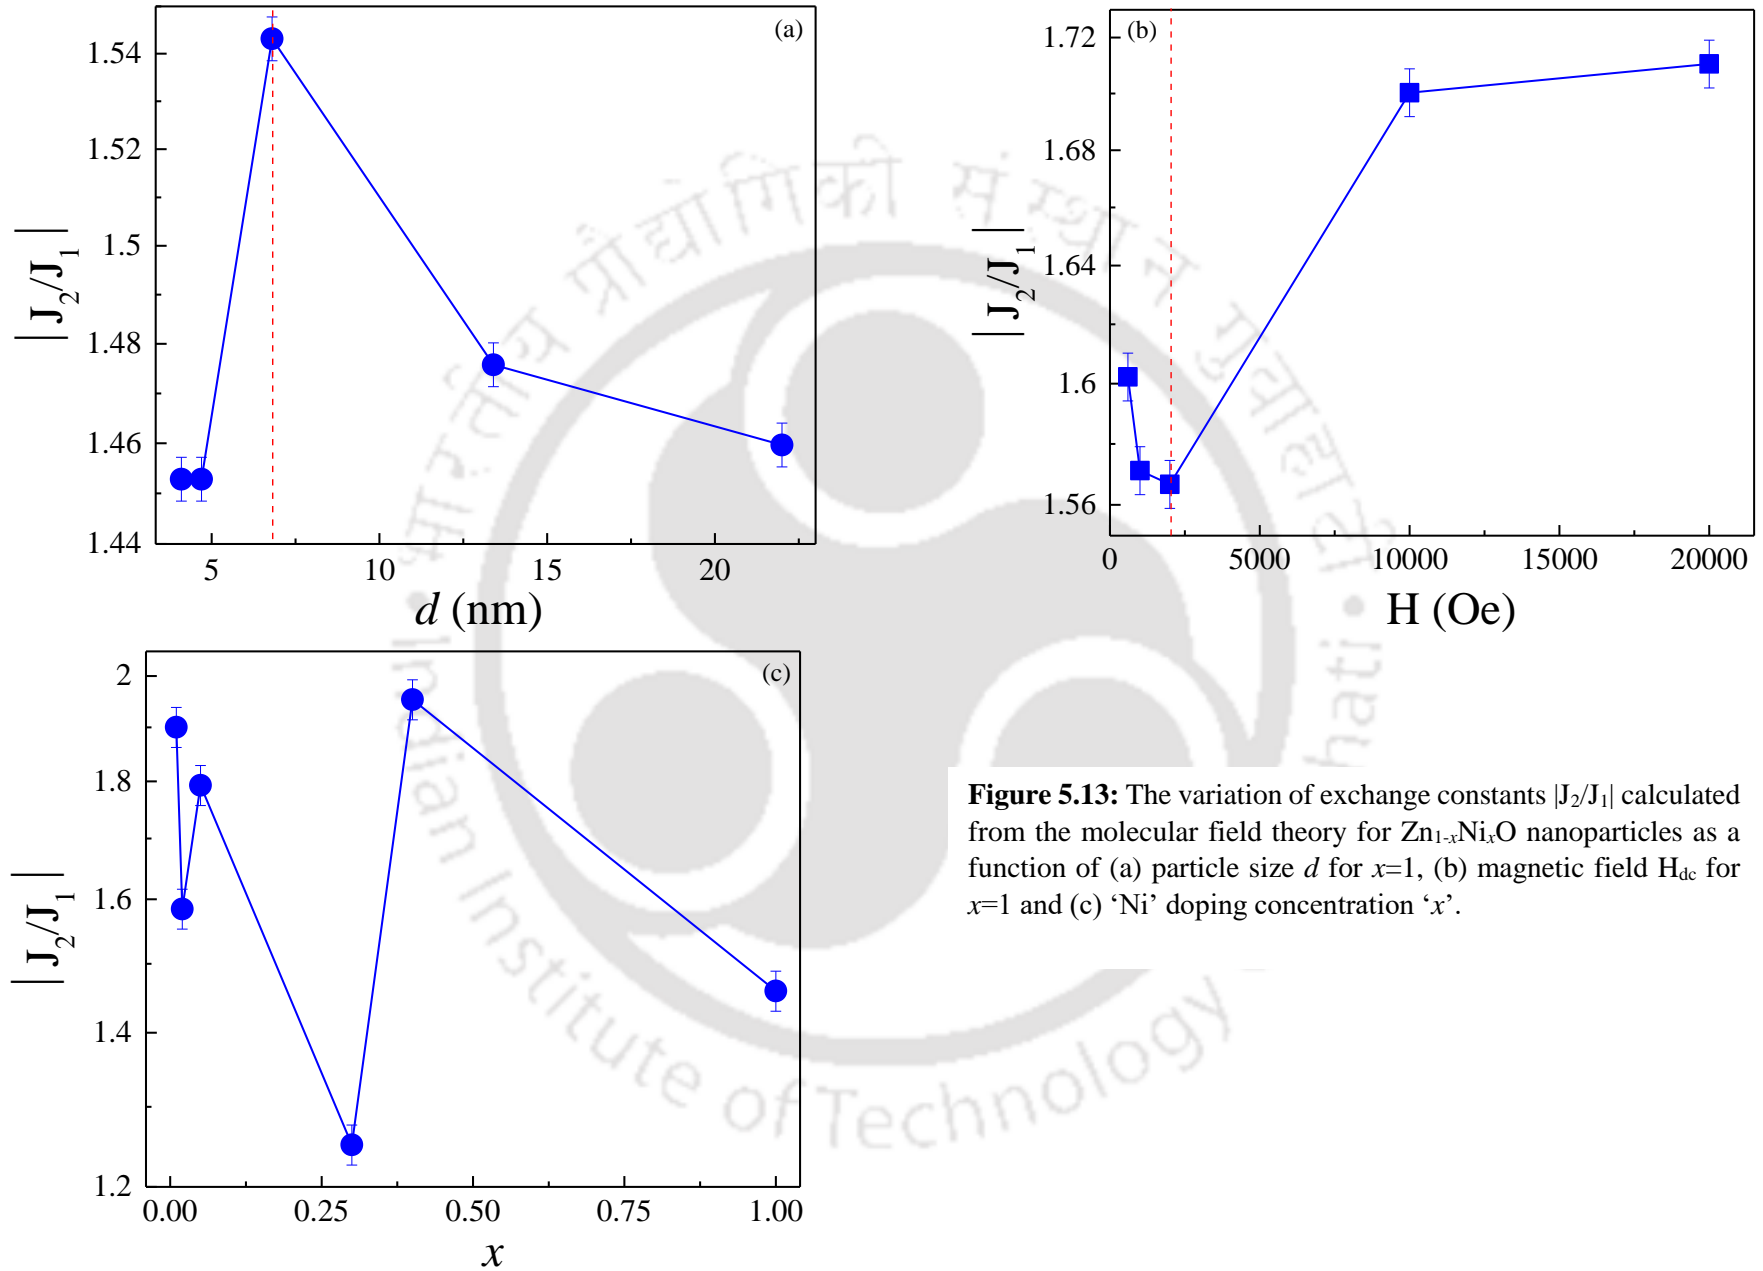 (a)
1.54
1.52
1.5
1.48
1.46
1.44
|J₂/J₁|
5 10 15 20
d (nm)
(b)
1.72
1.68
1.64
1.6
1.56
|J₂/J₁|
0 5000 10000 15000 20000
H (Oe)
(c)
2
1.8
1.6
1.4
1.2
|J₂/J₁|
0.00 0.25 0.50 0.75 1.00
x
Figure 5.13: The variation of exchange constants |J₂/J₁| calculated
from the molecular field theory for Zn₁₋ₓNiₓO nanoparticles as a
function of (a) particle size d for x=1, (b) magnetic field H_dc for
x=1 and (c) ‘Ni’ doping concentration ‘x’.
Indian Institute of Technology
hati